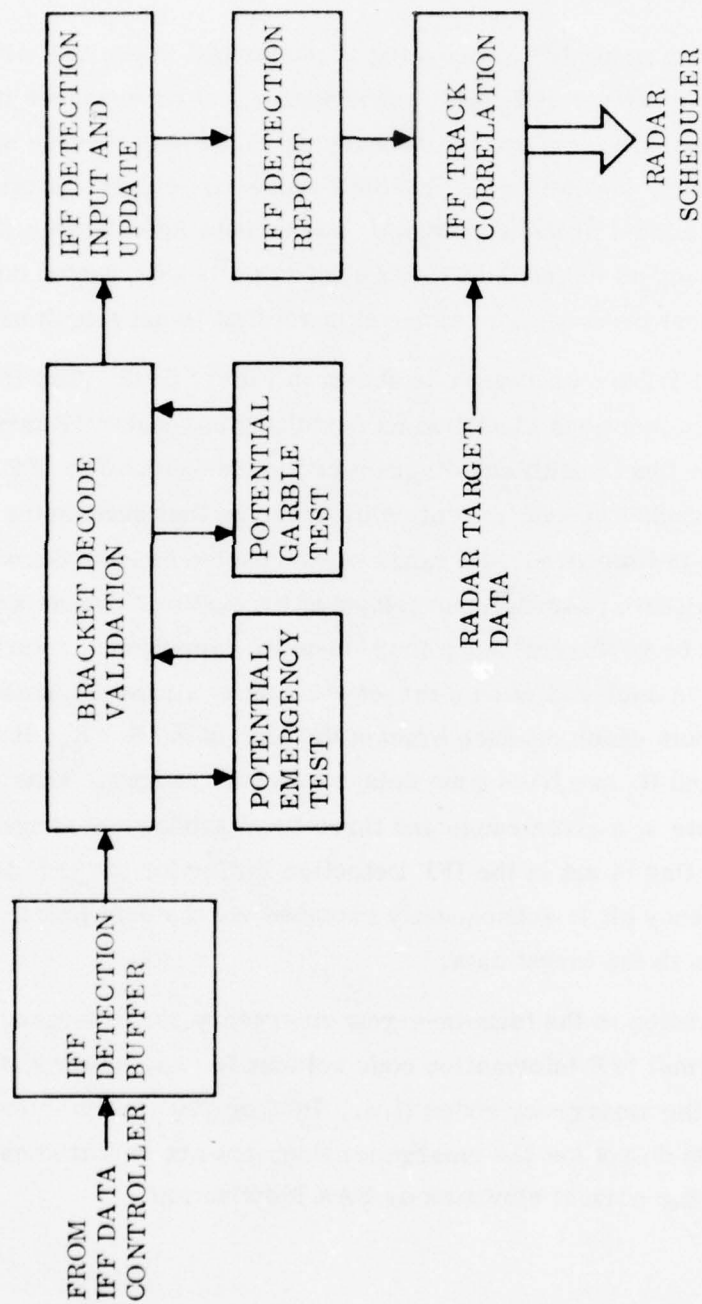 FROM
IFF DATA
CONTROLLER
IFF
DETECTION
BUFFER
BRACKET DECODE
VALIDATION
POTENTIAL
EMERGENCY
TEST
POTENTIAL
GARBLE
TEST
IFF DETECTION
INPUT AND
UPDATE
IFF DETECTION
REPORT
RADAR TARGET
DATA
IFF TRACK
CORRELATION
RADAR
SCHEDULER